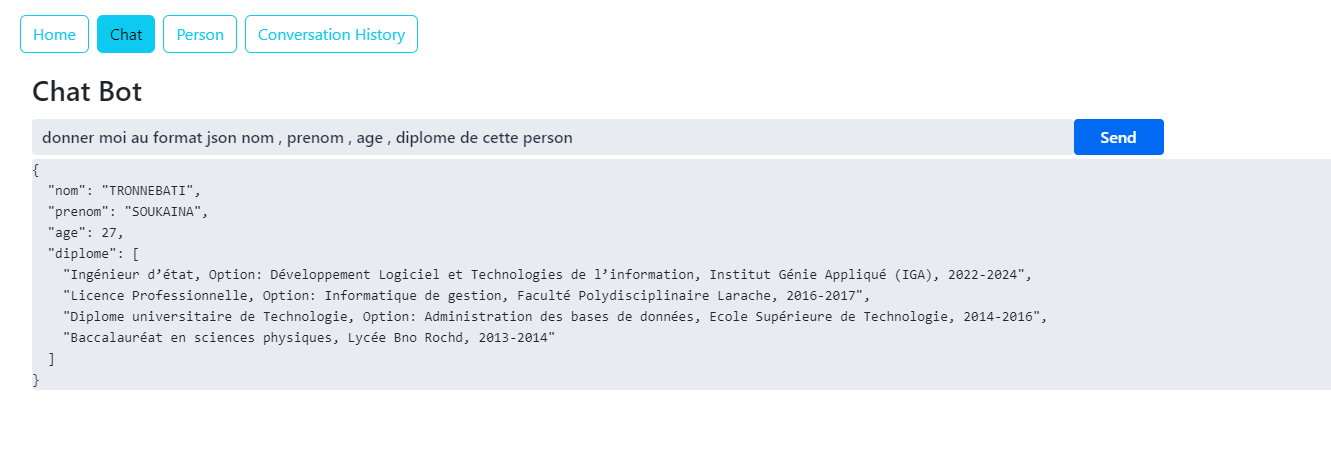 Home Chat Person Conversation History
Chat Bot
donner moi au format json nom , prenom , age , diplome de cette person Send
{
  "nom": "TRONNEBATI",
  "prenom": "SOUKAINA",
  "age": 27,
  "diplome": [
    "Ingénieur d’état, Option: Développement Logiciel et Technologies de l’information, Institut Génie Appliqué (IGA), 2022-2024",
    "Licence Professionnelle, Option: Informatique de gestion, Faculté Polydisciplinaire Larache, 2016-2017",
    "Diplome universitaire de Technologie, Option: Administration des bases de données, Ecole Supérieure de Technologie, 2014-2016",
    "Baccalauréat en sciences physiques, Lycée Bno Rochd, 2013-2014"
  ]
}